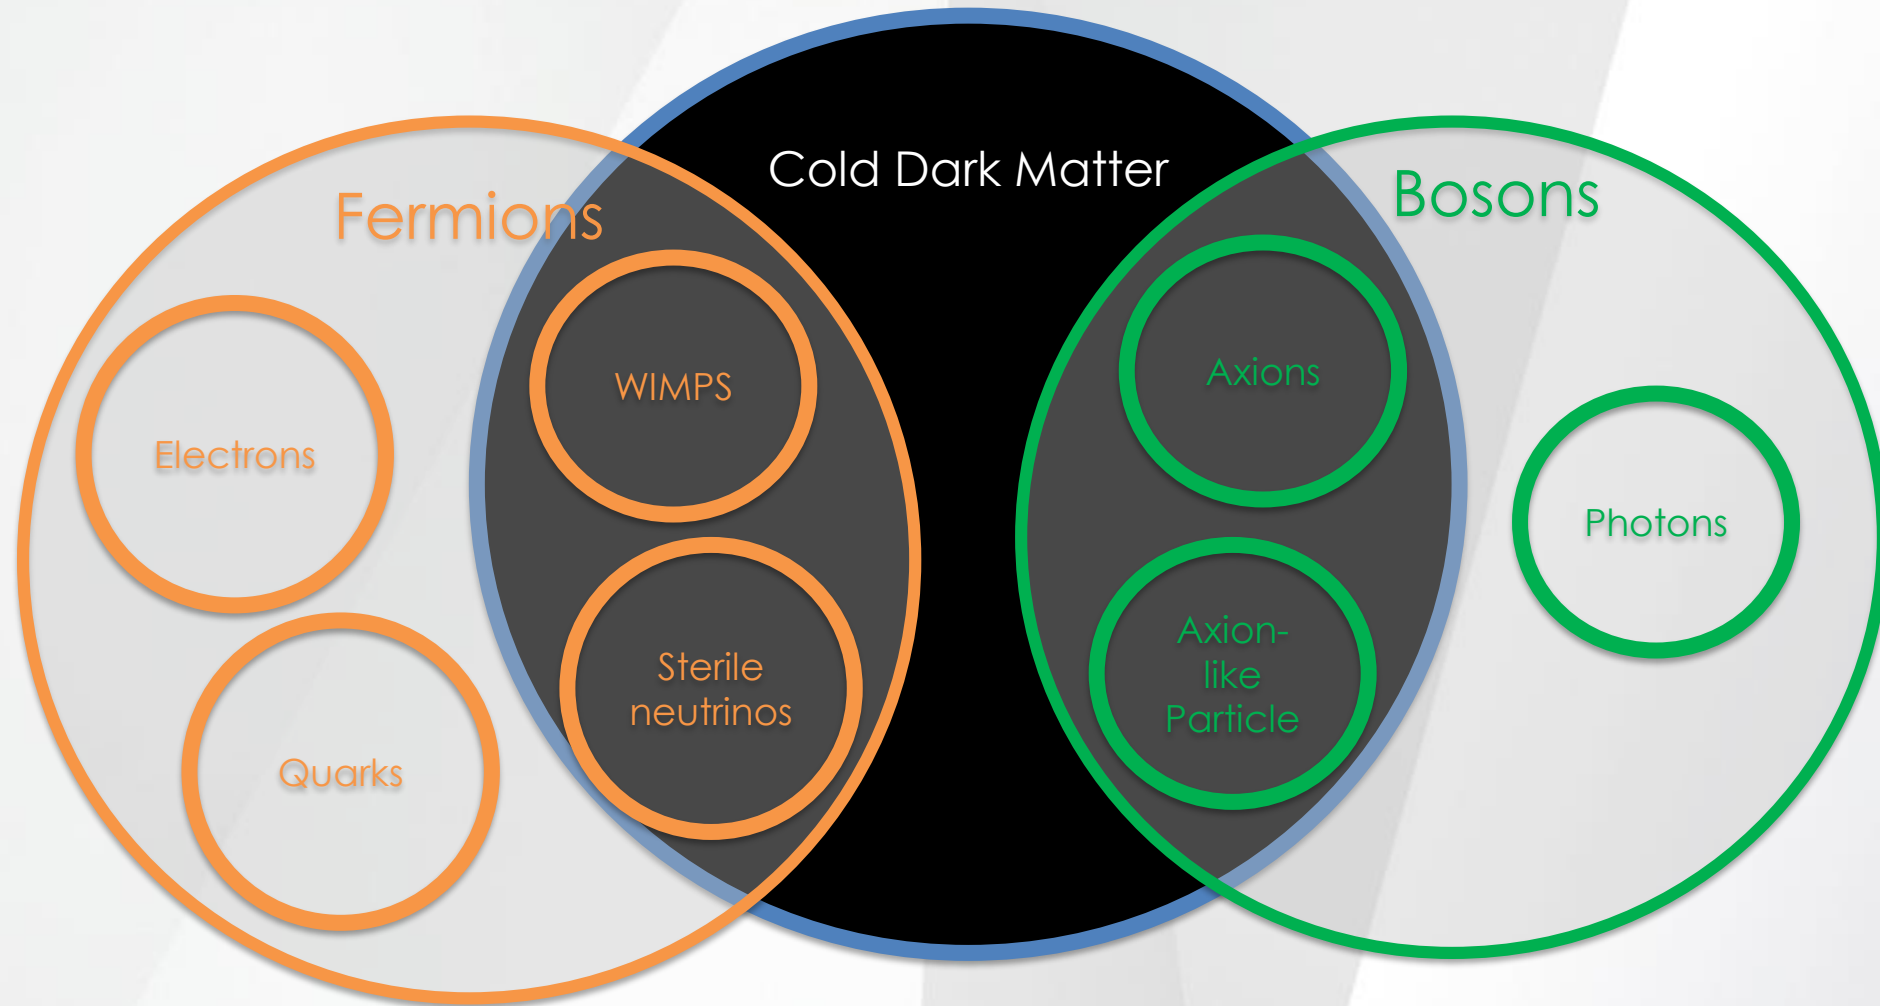 Cold Dark Matter
Fermions
Bosons
WIMPS
Axions
Electrons
Photons
Sterile
neutrinos
Axion-
like
Particle
Quarks